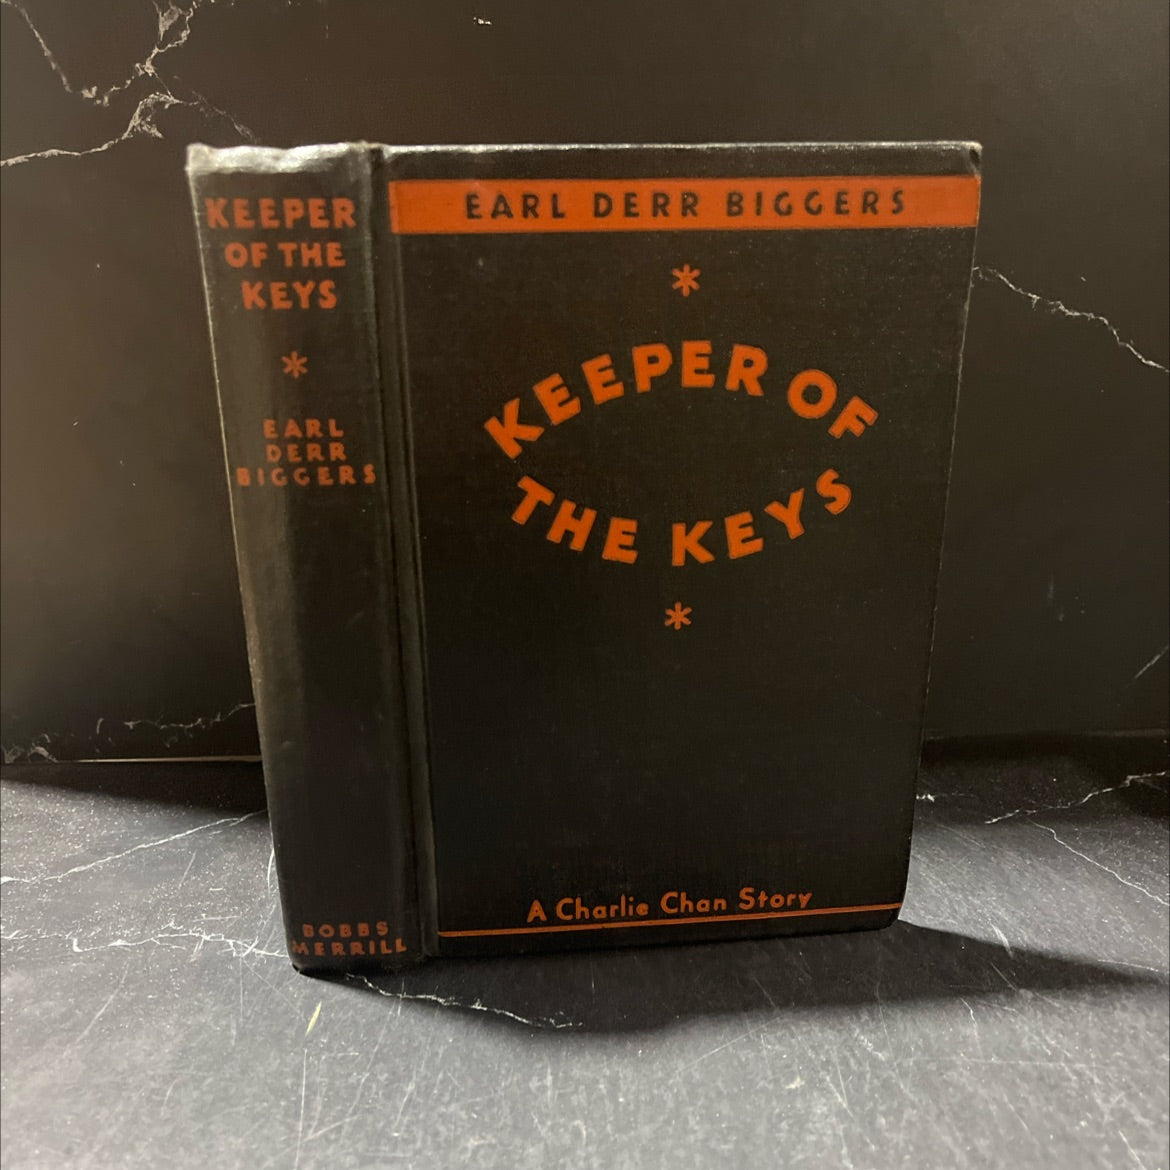 KEEPER
OF THE
KEYS
*
EARL
DERR
BIGGERS
BOBBS
MERRILL
EARL DERR BIGGERS
*
KEEPER OF
THE KEYS
*
A Charlie Chan Story